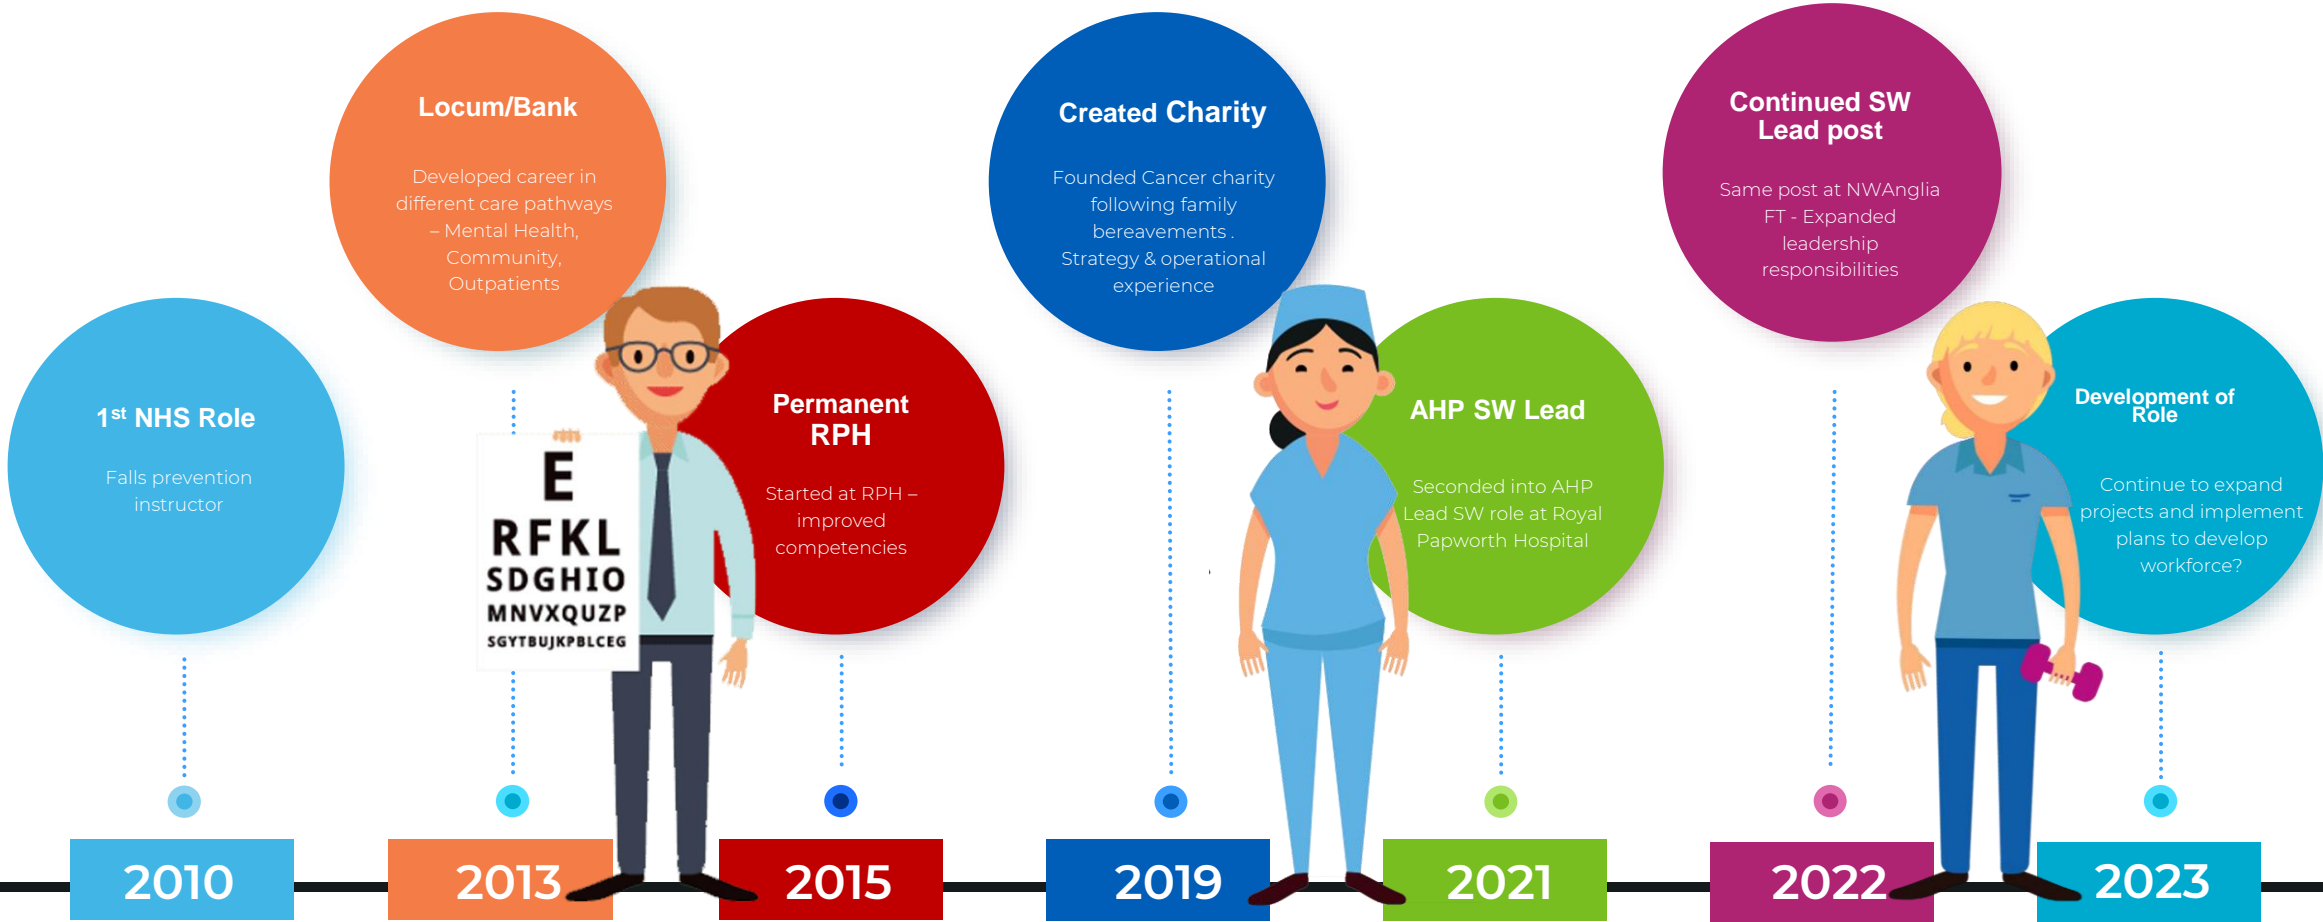 1st NHS Role
Falls prevention
instructor
Locum/Bank
Developed career in
different care pathways
– Mental Health,
Community,
Outpatients
E
RFKL
SDGHIO
MNVXQUZP
SGYTBUJKPBLCEG
Permanent
RPH
Started at RPH –
improved
competencies
Created Charity
Founded Cancer charity
following family
bereavements .
Strategy & operational
experience
AHP SW Lead
Seconded into AHP
Lead SW role at Royal
Papworth Hospital
Continued SW
Lead post
Same post at NWAnglia
FT - Expanded
leadership
responsibilities
Development of
Role
Continue to expand
projects and implement
plans to develop
workforce?
2010
2013
2015
2019
2021
2022
2023